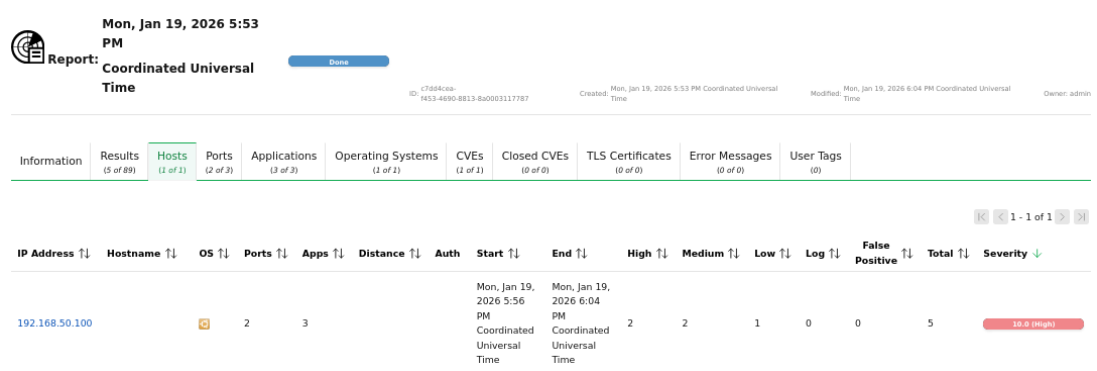 Report:
Mon, Jan 19, 2026 5:53
PM
Coordinated Universal
Time
Done
ID: c7dd4cea-
f453-4690-8813-8a0003117787
Created: Mon, Jan 19, 2026 5:53 PM Coordinated Universal
Time
Modified: Mon, Jan 19, 2026 6:04 PM Coordinated Universal
Time
Owner: admin
Information
Results
(5 of 89)
Hosts
(1 of 1)
Ports
(2 of 3)
Applications
(3 of 3)
Operating Systems
(1 of 1)
CVEs
(1 of 1)
Closed CVEs
(0 of 0)
TLS Certificates
(0 of 0)
Error Messages
(0 of 0)
User Tags
(0)
1 - 1 of 1
IP Address
Hostname
OS
Ports
Apps
Distance
Auth
Start
End
High
Medium
Low
Log
False
Positive
Total
Severity
192.168.50.100
2
3
Mon, Jan 19,
2026 5:56
PM
Coordinated
Universal
Time
Mon, Jan 19,
2026 6:04
PM
Coordinated
Universal
Time
2
2
1
0
0
5
10.0 (High)